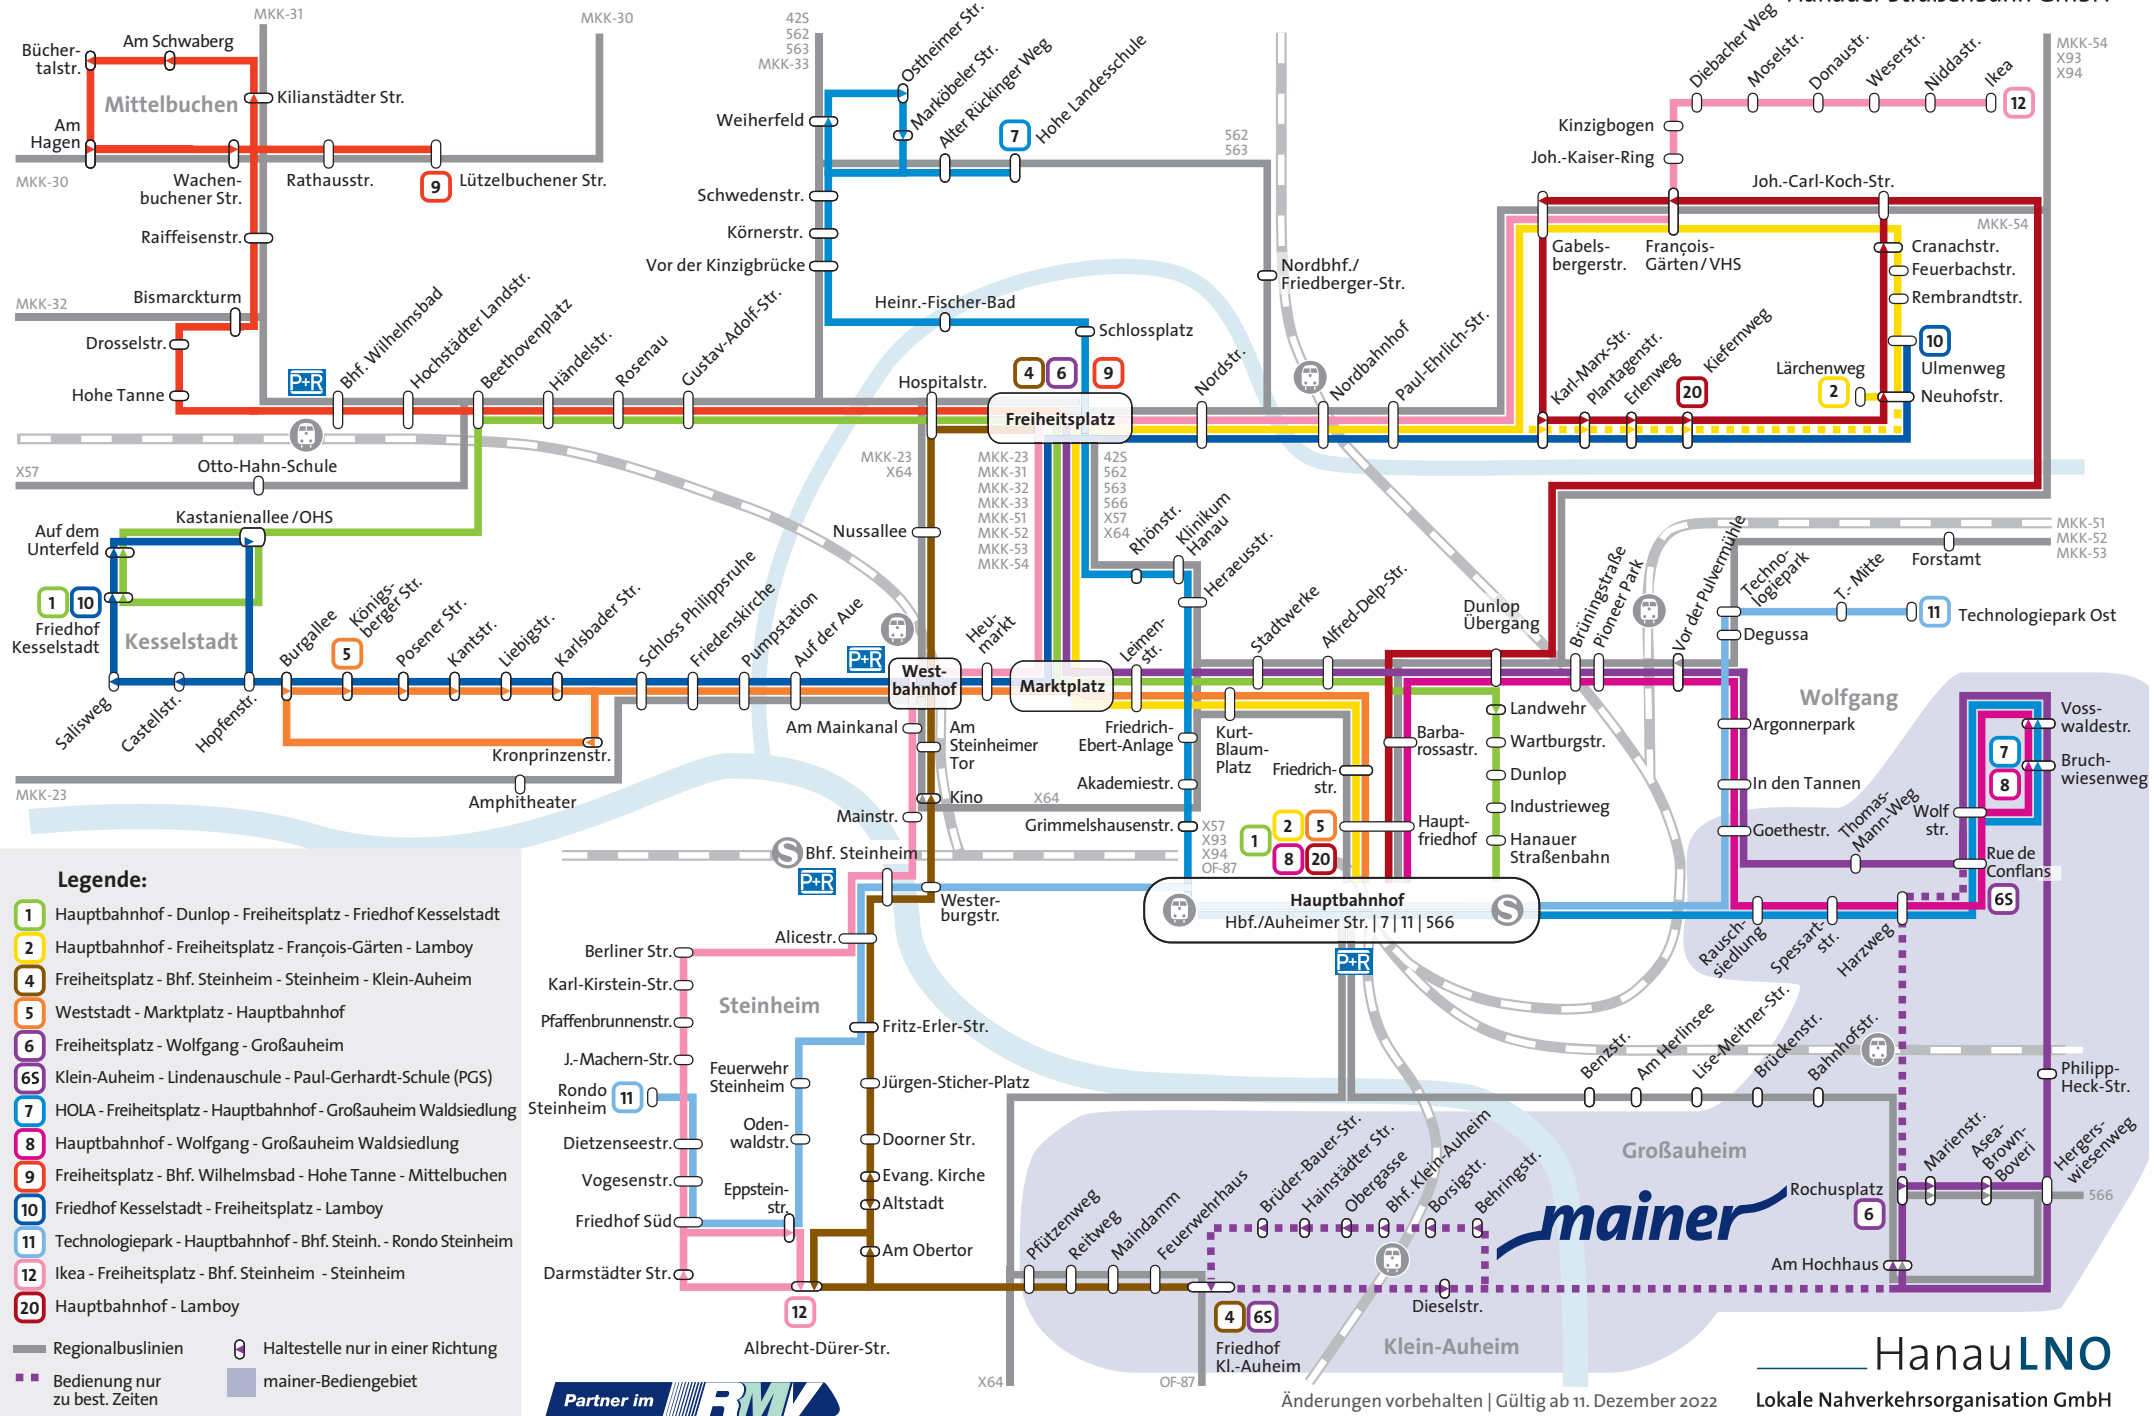 MKK-31
MKK-30
42S
562
563
MKK-33
Ostheimer Str.
Marköbeler Str.
Alter Rückinger Weg
Hohe Landesschule
7
Hanauer Straßenbahn GmbH
Diebacher Weg
Moselstr.
Donaustr.
Weserstr.
Niddastr.
Ikea
12
MKK-54
X93
X94
Bücher-
talstr.
Am Schwaberg
Mittelbuchen
Kilianstädter Str.
Am
Hagen
MKK-30
Wachen-
buchener Str.
Rathausstr.
9
Lützelbuchener Str.
Raiffeisenstr.
MKK-32
Bismarckturm
Drosselstr.
Hohe Tanne
Weiherfeld
Schwedenstr.
Körnerstr.
Vor der Kinzigbrücke
Heinr.-Fischer-Bad
Schlossplatz
562
563
Nordbhf./
Friedberger-Str.
Kinzigbogen
Joh.-Kaiser-Ring
Joh.-Carl-Koch-Str.
MKK-54
Gabels-
bergerstr.
François-
Gärten/VHS
Cranachstr.
Feuerbachstr.
Rembrandtstr.
10
Ulmenweg
Neuhofstr.
Lärchenweg
2
Karl-Marx-Str.
Plantagenstr.
Erlenweg
Kiefernweg
20
P+R
Bhf. Wilhelmsbad
Hochstädter Landstr.
Beethovenplatz
Händelstr.
Rosenau
Gustav-Adolf-Str.
Hospitalstr.
4
6
9
Freiheitsplatz
Nordstr.
Nordbahnhof
Paul-Ehrlich-Str.
X57
Otto-Hahn-Schule
MKK-23
X64
MKK-23
MKK-31
MKK-32
MKK-33
MKK-51
MKK-52
MKK-53
MKK-54
42S
562
563
566
X57
X64
Auf dem
Unterfeld
Kastanienallee/OHS
1
10
Friedhof
Kesselstadt
Kesselstadt
Salisweg
Castellstr.
Hopfenstr.
Burgallee
5
Königs-
berger Str.
Posener Str.
Kantstr.
Liebigstr.
Karlsbader Str.
Schloss Philippsruhe
Friedenskirche
Pumpstation
Auf der Aue
Kronprinzenstr.
MKK-23
Amphitheater
Nussallee
P+R
West-
bahnhof
Heu-
markt
Marktplatz
Leimen-
str.
Rhönstr.
Klinikum
Hanau
Heraeusstr.
Stadtwerke
Alfred-Delp-Str.
Dunlop
Übergang
Brüningstraße
Pioneer Park
Vor der Pulvermühle
Techno-
logiepark
T.-Mitte
11
Technologiepark Ost
Degussa
Forstamt
MKK-51
MKK-52
MKK-53
Wolfgang
Argonnerpark
In den Tannen
Goethestr.
Thomas-
Mann-Weg
Wolf
str.
7
8
Voss-
waldestr.
Bruch-
wiesenweg
Rue de
Conflans
6S
Rausch-
siedlung
Spessart-
str.
Harzweg
Am Mainkanal
Am
Steinheimer
Tor
Mainstr.
Kino
X64
Friedrich-
Ebert-Anlage
Akademiestr.
Grimmelshausenstr.
Kurt-
Blaum-
Platz
Friedrich-
str.
X57
X93
X94
OF-87
1
2
5
8
20
Barba-
rossastr.
Haupt-
friedhof
Landwehr
Wartburgstr.
Dunlop
Industrieweg
Hanauer
Straßenbahn
S
Bhf. Steinheim
P+R
Wester-
burgstr.
Hauptbahnhof
Hbf./Auheimer Str. | 7 | 11 | 566
S
P+R
Alicestr.
Berliner Str.
Karl-Kirstein-Str.
Pfaffenbrunnenstr.
J.-Machern-Str.
Steinheim
Rondo
Steinheim
11
Feuerwehr
Steinheim
Fritz-Erler-Str.
Jürgen-Sticher-Platz
Dietzenseestr.
Oden-
waldstr.
Doorner Str.
Vogesenstr.
Eppstein-
str.
Evang. Kirche
Altstadt
Friedhof Süd
Am Obertor
Darmstädter Str.
12
Albrecht-Dürer-Str.
Benzstr.
Am Herlinsee
Lise-Meitner-Str.
Brückenstr.
Bahnhofstr.
Philipp-
Heck-Str.
Großauheim
Marienstr.
Asea-
Brown-
Boveri
Hergers-
wiesenweg
566
Rochusplatz
6
Am Hochhaus
mainer
Pfützenweg
Reitweg
Maindamm
Feuerwehrhaus
Brüder-Bauer-Str.
Hainstädter Str.
Obergasse
Bhf. Klein-Auheim
Borsigstr.
Behringstr.
Dieselstr.
4
6S
Friedhof
Kl.-Auheim
Klein-Auheim
X64
OF-87
Legende:
1 Hauptbahnhof - Dunlop - Freiheitsplatz - Friedhof Kesselstadt
2 Hauptbahnhof - Freiheitsplatz - François-Gärten - Lamboy
4 Freiheitsplatz - Bhf. Steinheim - Steinheim - Klein-Auheim
5 Weststadt - Marktplatz - Hauptbahnhof
6 Freiheitsplatz - Wolfgang - Großauheim
6S Klein-Auheim - Lindenauschule - Paul-Gerhardt-Schule (PGS)
7 HOLA - Freiheitsplatz - Hauptbahnhof - Großauheim Waldsiedlung
8 Hauptbahnhof - Wolfgang - Großauheim Waldsiedlung
9 Freiheitsplatz - Bhf. Wilhelmsbad - Hohe Tanne - Mittelbuchen
10 Friedhof Kesselstadt - Freiheitsplatz - Lamboy
11 Technologiepark - Hauptbahnhof - Bhf. Steinh. - Rondo Steinheim
12 Ikea - Freiheitsplatz - Bhf. Steinheim - Steinheim
20 Hauptbahnhof - Lamboy
Regionalbuslinien
Haltestelle nur in einer Richtung
Bedienung nur
zu best. Zeiten
mainer-Bediengebiet
Partner im RMV
Änderungen vorbehalten | Gültig ab 11. Dezember 2022
HanauLNO
Lokale Nahverkehrsorganisation GmbH